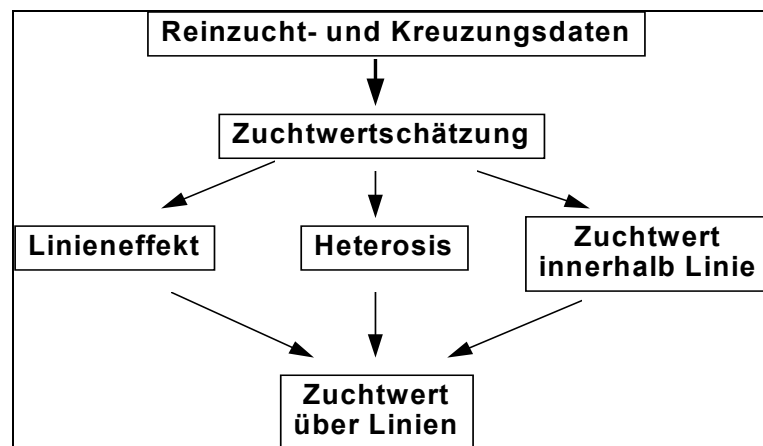 Reinzucht- und Kreuzungsdaten
Zuchtwertschätzung
Linieneffekt
Heterosis
Zuchtwert
innerhalb Linie
Zuchtwert
über Linien